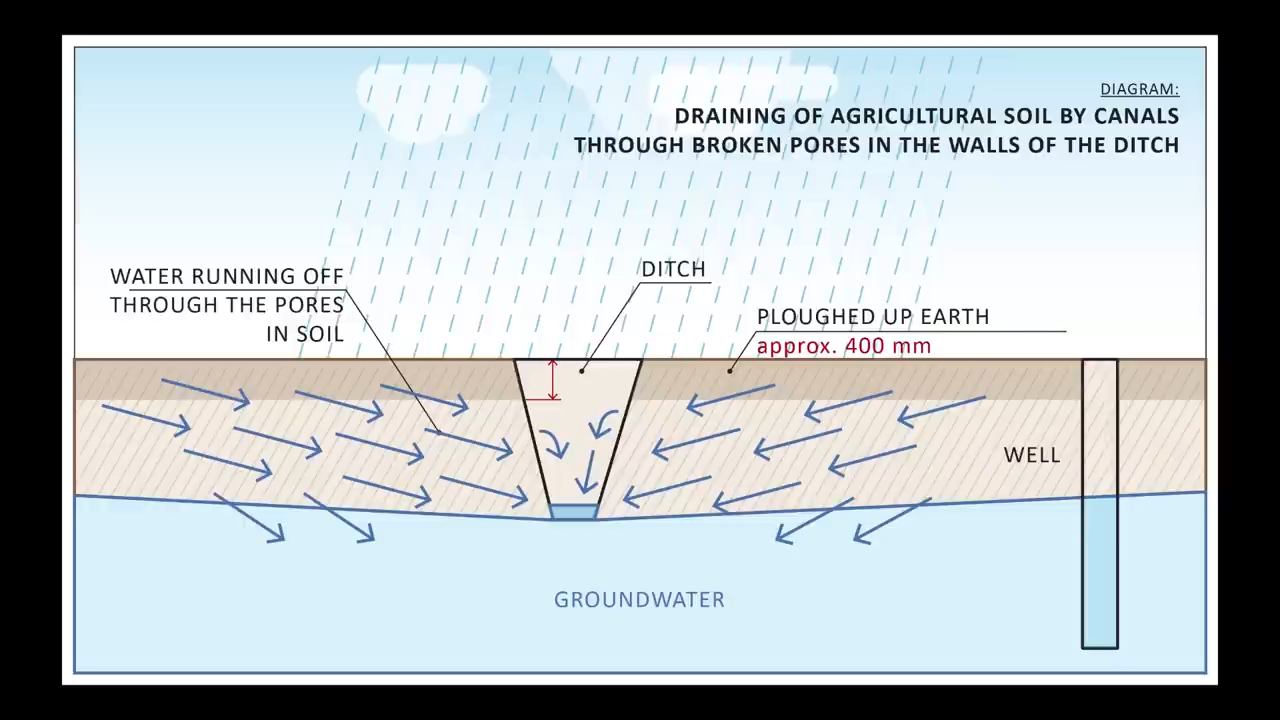 DIAGRAM:
DRAINING OF AGRICULTURAL SOIL BY CANALS
THROUGH BROKEN PORES IN THE WALLS OF THE DITCH
WATER RUNNING OFF
THROUGH THE PORES
IN SOIL
DITCH
PLOUGHED UP EARTH
approx. 400 mm
WELL
GROUNDWATER